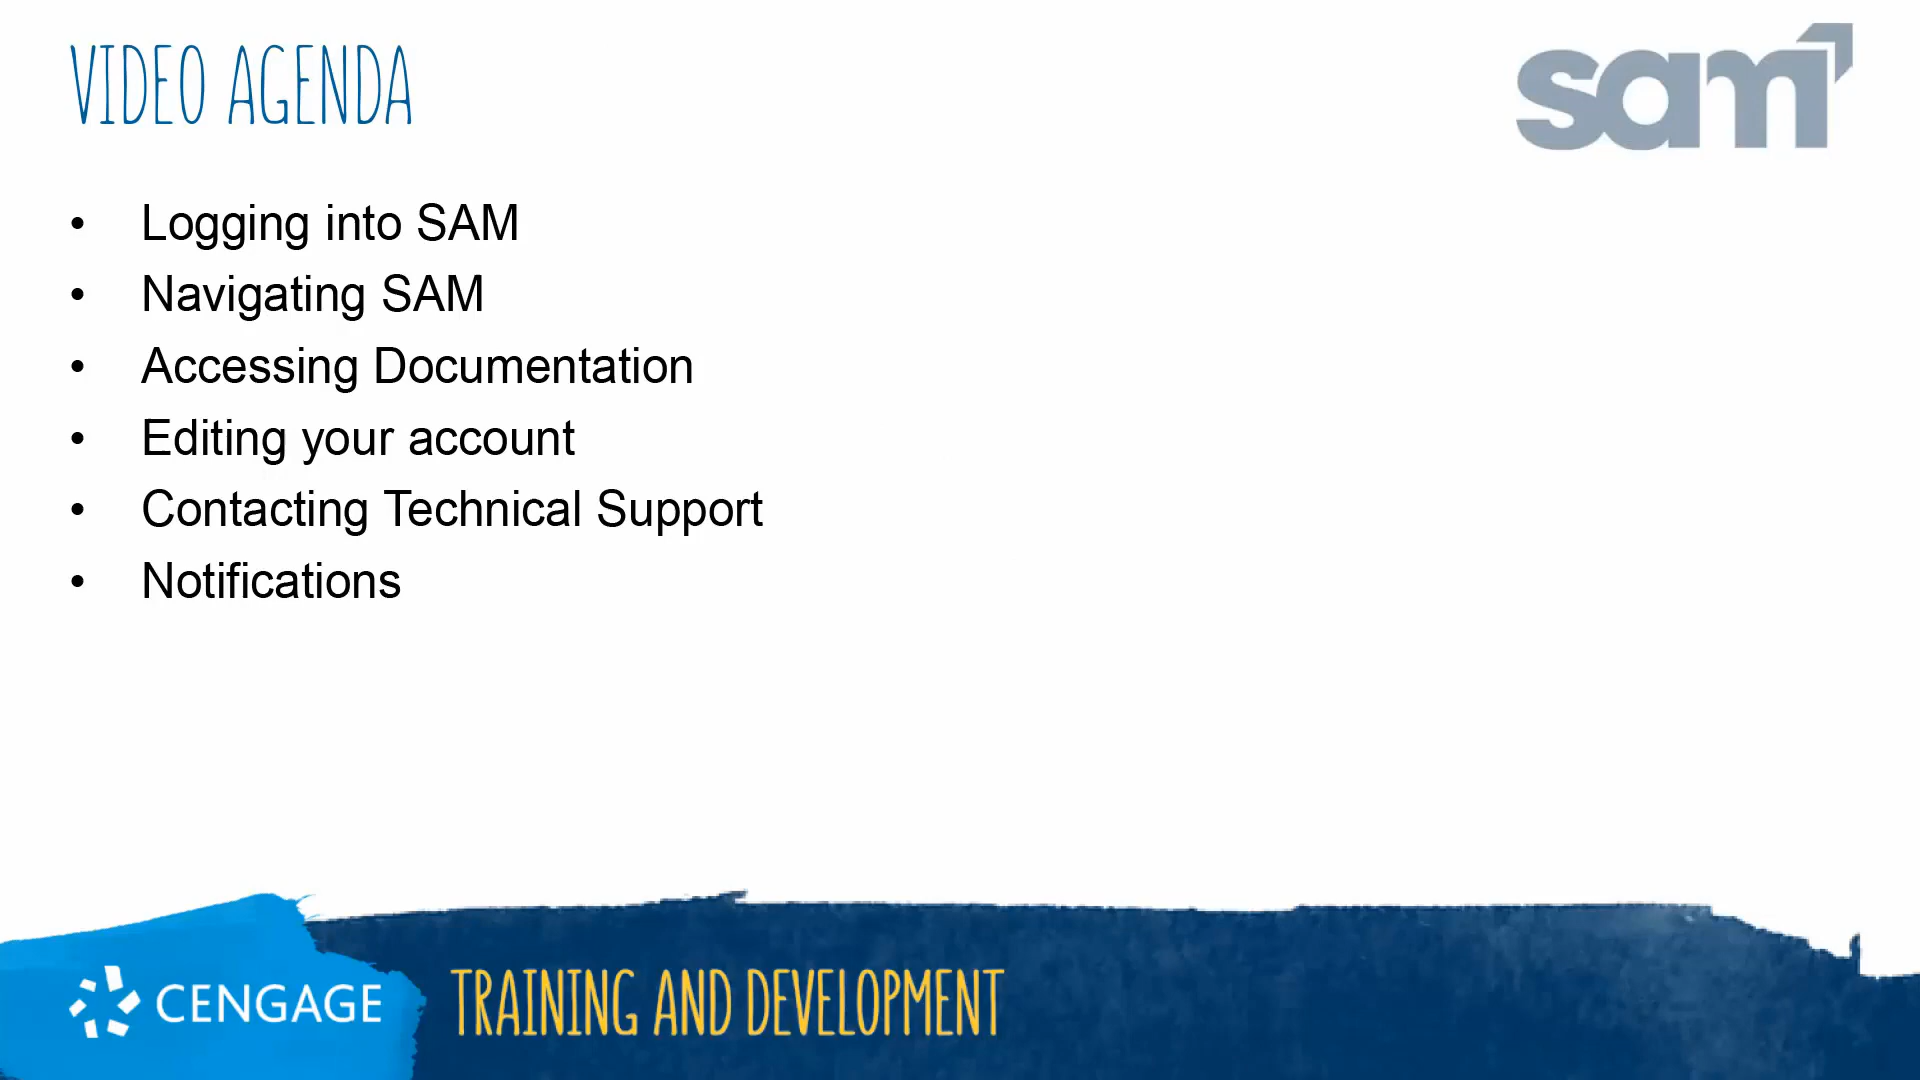 VIDEO AGENDA
sam
• Logging into SAM
• Navigating SAM
• Accessing Documentation
• Editing your account
• Contacting Technical Support
• Notifications
CENGAGE
TRAINING AND DEVELOPMENT